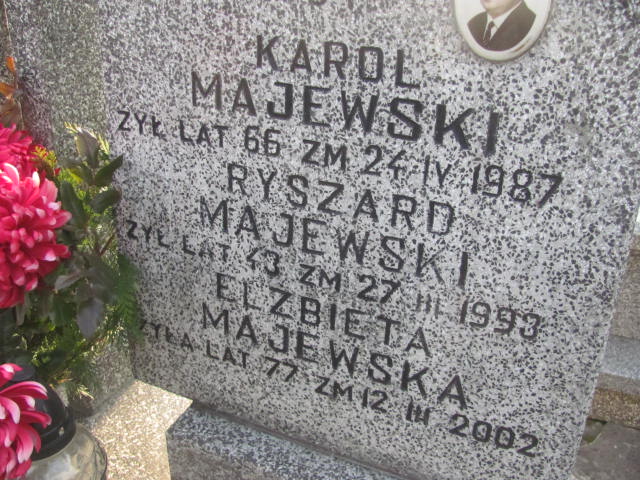 KAROL
MAJEWSKI
ŻYŁ LAT 66 ZM 24 IV 1987
RYSZARD
MAJEWSKI
ŻYŁ LAT 43 ZM 27 III 1993
ELŻBIETA
MAJEWSKA
ŻYŁA LAT 77 ZM 12 III 2002